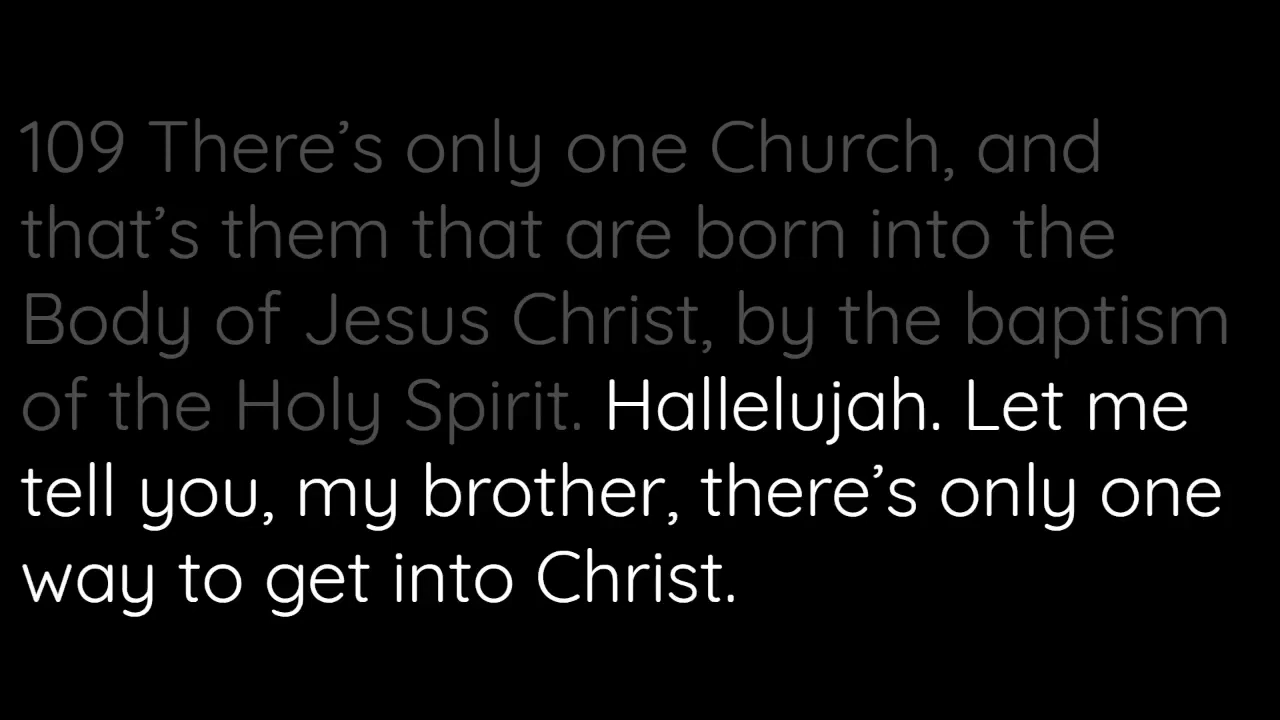 109 There’s only one Church, and
that’s them that are born into the
Body of Jesus Christ, by the baptism
of the Holy Spirit. Hallelujah. Let me
tell you, my brother, there’s only one
way to get into Christ.